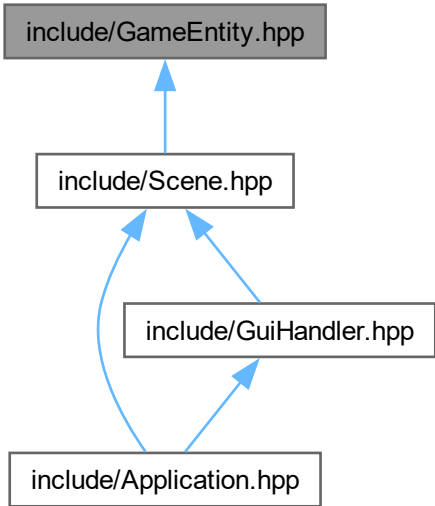 include/GameEntity.hpp
include/Scene.hpp
include/GuiHandler.hpp
include/Application.hpp